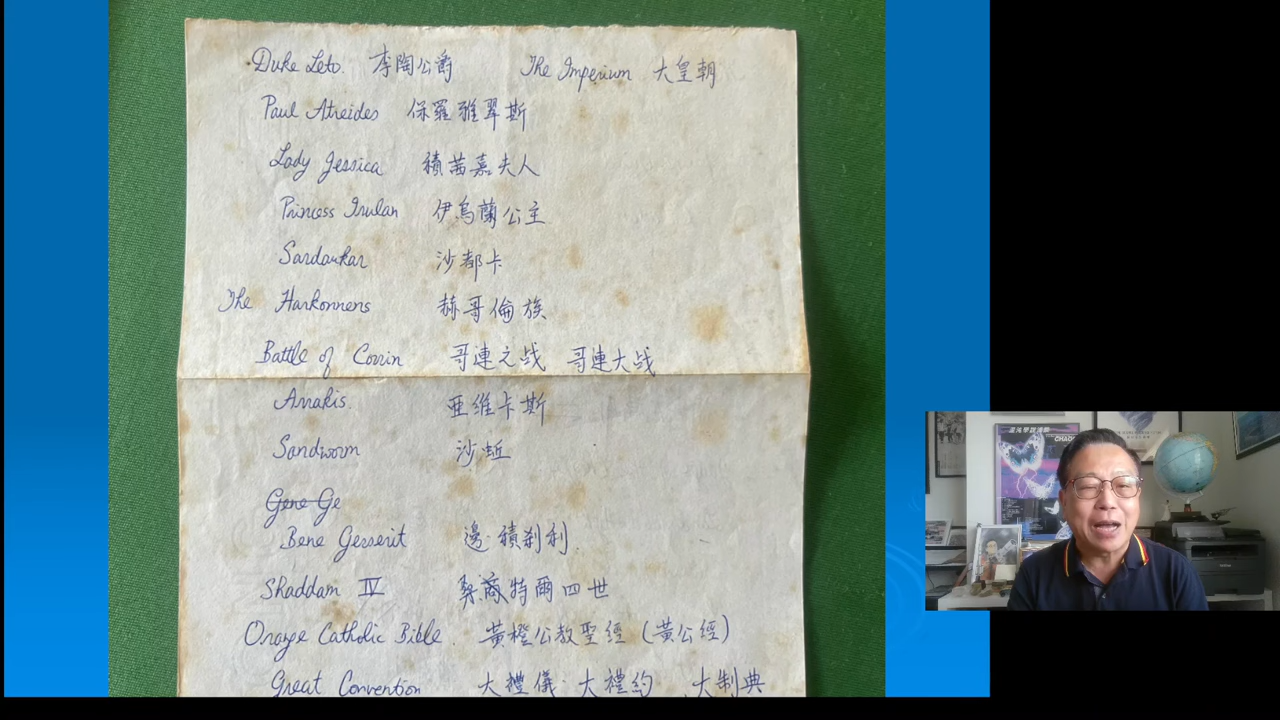 Duke Leto. 李陶公爵 The Imperium 大皇朝
Paul Atreides 保羅雅翠斯
Lady Jessica 積茜嘉夫人
Princess Irulan 伊烏蘭公主
Sardaukar 沙都卡
The Harkonnens 赫哥倫族
Battle of Corrin 哥連之战 哥連大战
Arrakis. 亞維卡斯
Sandworm 沙蚯
Gene Ge
Bene Gesserit 邊積刹利.
Shaddam IV 特爾四世
Orange Catholic Bible. 黃橙公教聖經 (黃公經)
Great Convention 大禮儀 大禮約 大制典
CHAOS